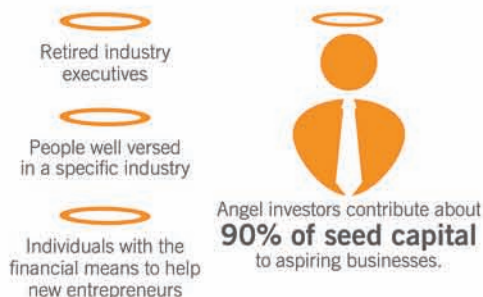 Retired industry
executives
People well versed
in a specific industry
Individuals with the
financial means to help
new entrepreneurs
Angel investors contribute about
90% of seed capital
to aspiring businesses.